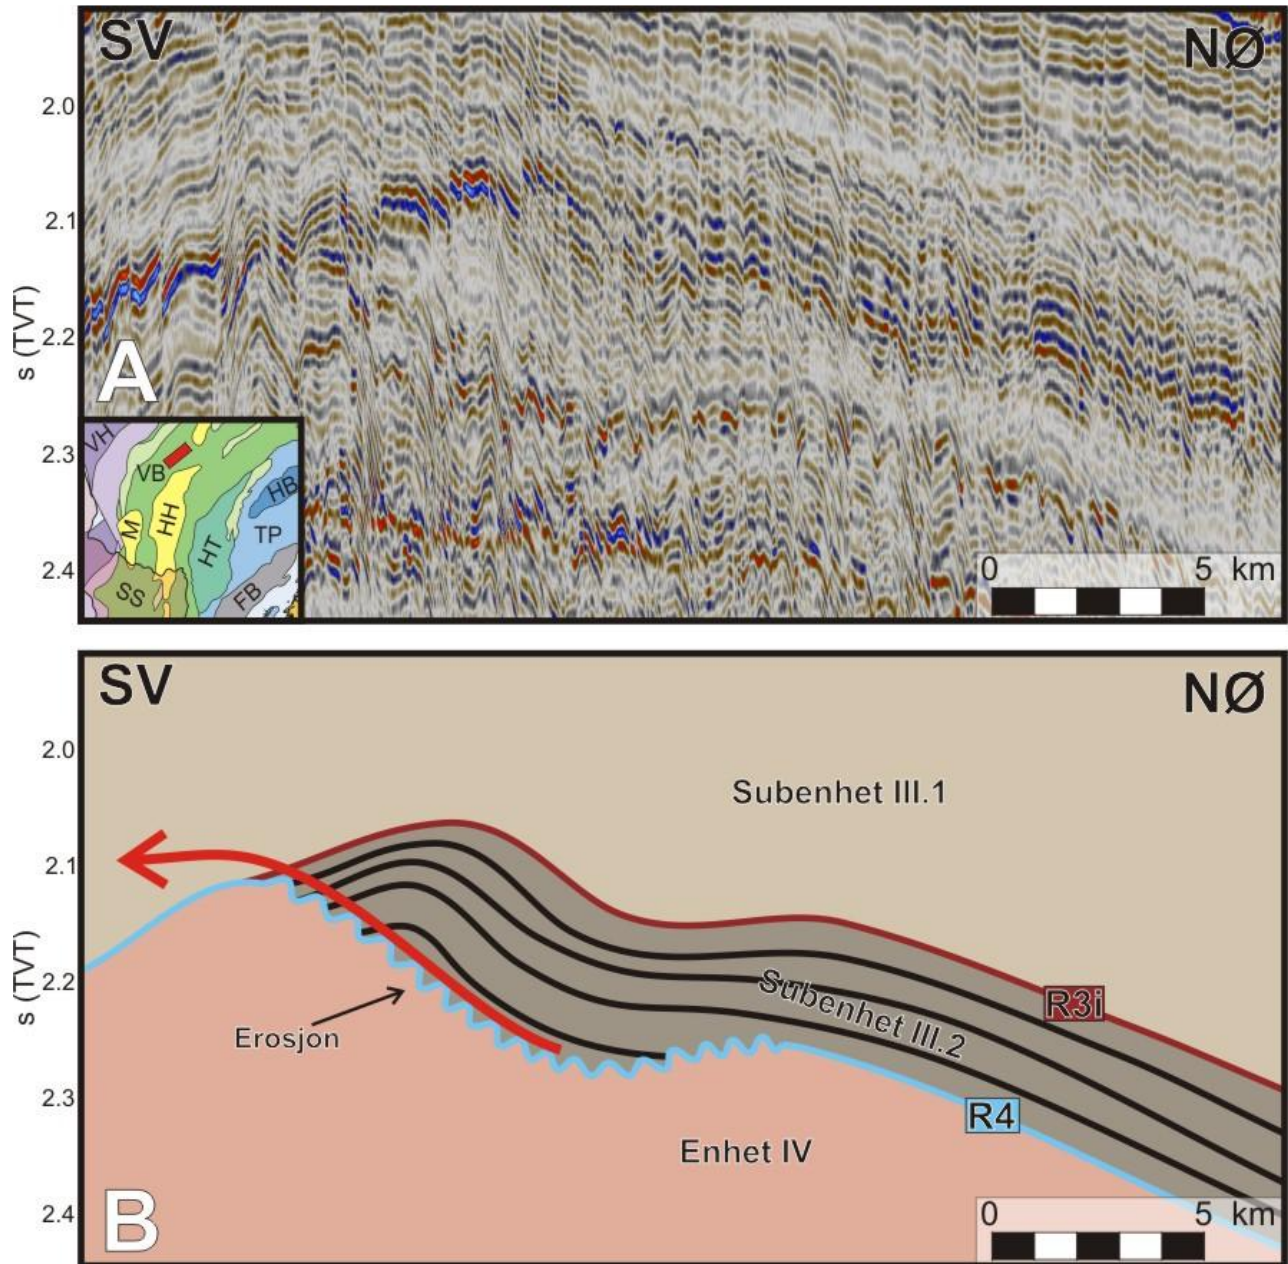 SV
NØ
2.0
2.1
2.2
2.3
2.4
s (TVT)
A
VH
VB
HB
M
HH
HT
TP
SS
FB
0 5 km
SV
NØ
2.0
2.1
2.2
2.3
2.4
s (TVT)
Subenhet III.1
R3i
Subenhet III.2
Erosjon
R4
Enhet IV
B
0 5 km